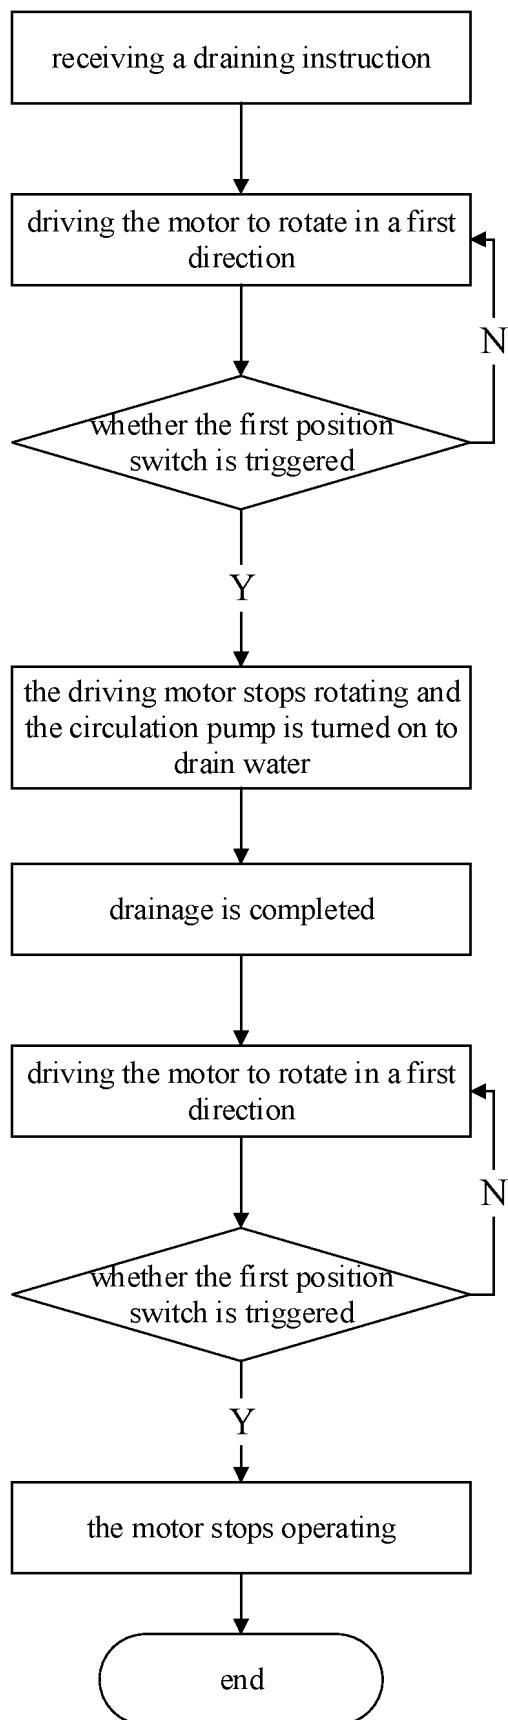 receiving a draining instruction
driving the motor to rotate in a first
direction
N
whether the first position
switch is triggered
Y
the driving motor stops rotating and
the circulation pump is turned on to
drain water
drainage is completed
driving the motor to rotate in a first
direction
N
whether the first position
switch is triggered
Y
the motor stops operating
end